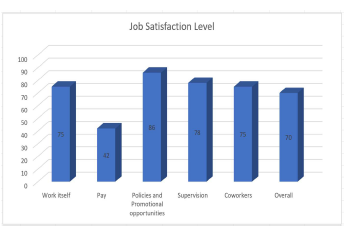 Job Satisfaction Level
100
90
80
70
60
50
40
30
20
10
0
75
42
86
78
75
70
Work itself
Pay
Policies and
Promotional
opportunities
Supervision
Coworkers
Overall